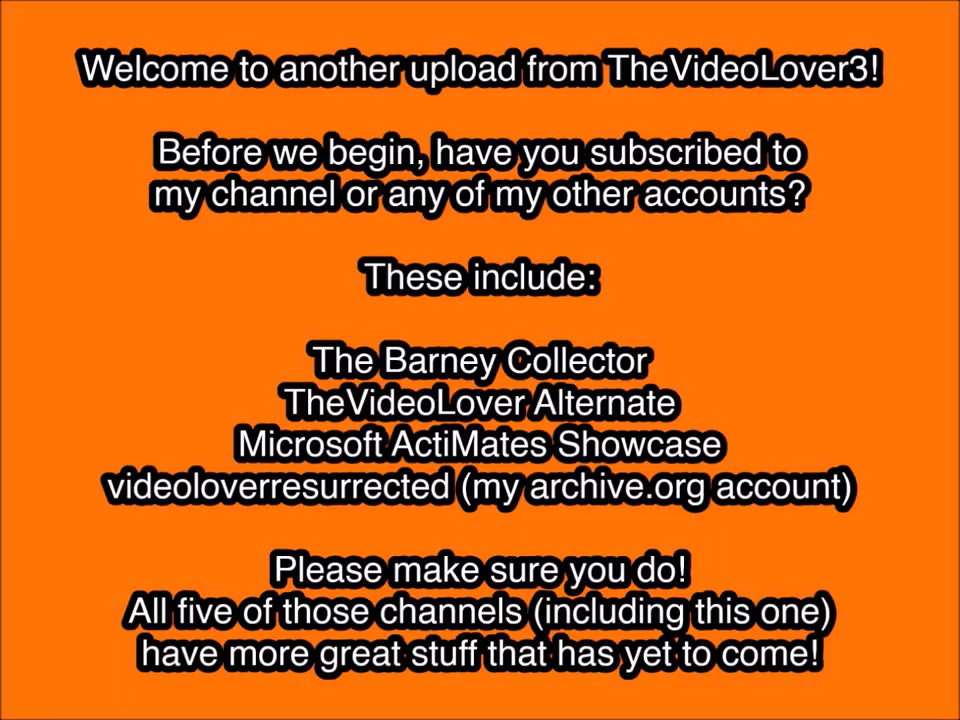 Welcome to another upload from TheVideoLover3!
Before we begin, have you subscribed to
my channel or any of my other accounts?
These include:
The Barney Collector
TheVideoLover Alternate
Microsoft ActiMates Showcase
videoloverresurrected (my archive.org account)
Please make sure you do!
All five of those channels (including this one)
have more great stuff that has yet to come!